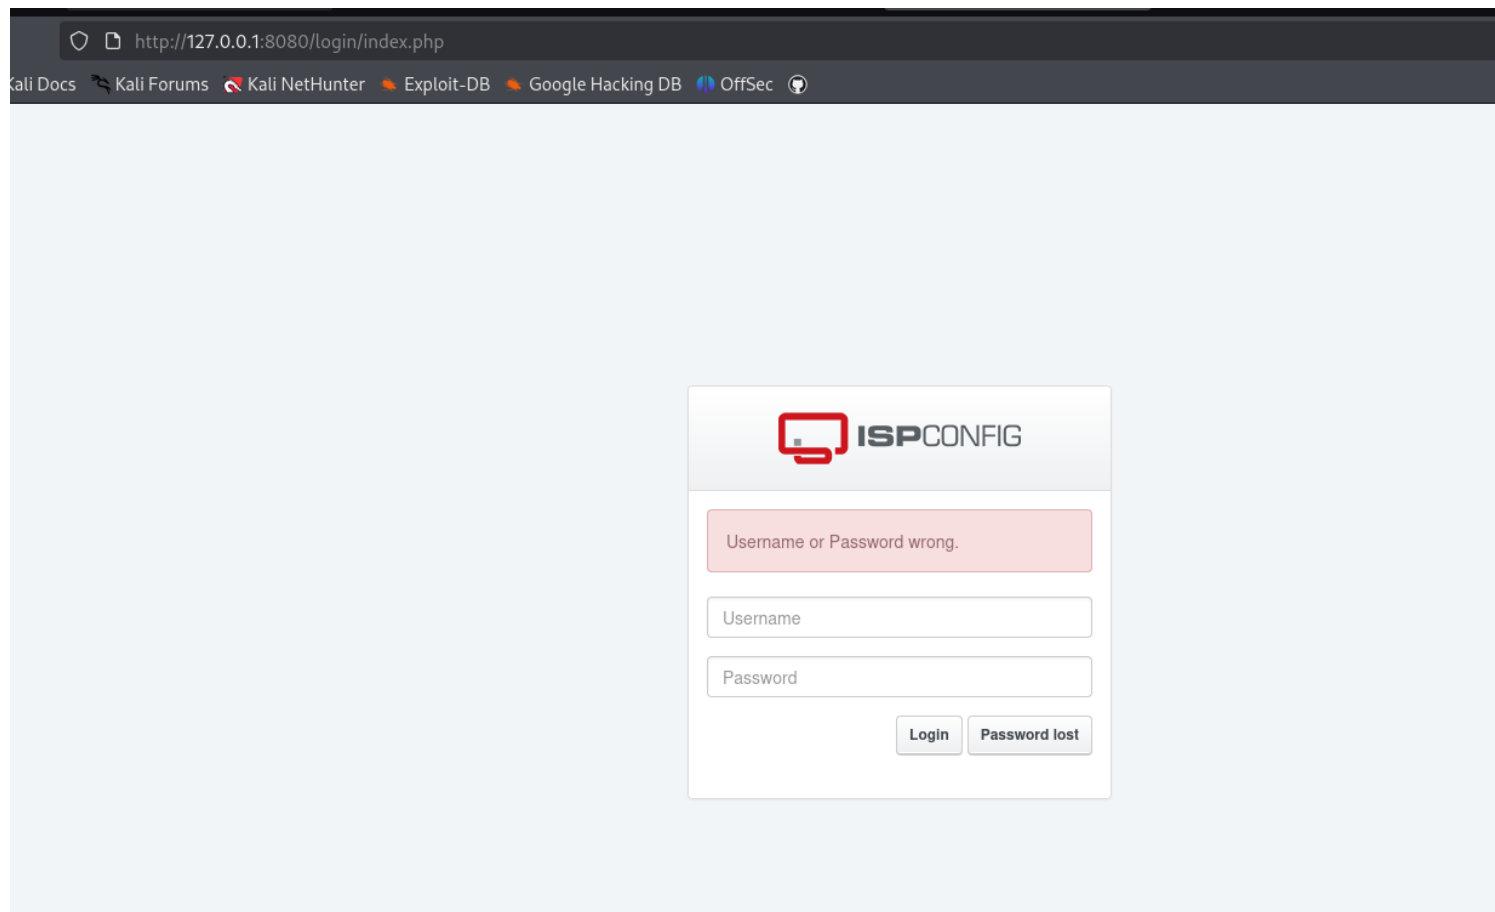 http://127.0.0.1:8080/login/index.php
Kali Docs Kali Forums Kali NetHunter Exploit-DB Google Hacking DB OffSec
ISPCONFIG
Username or Password wrong.
Username
Password
Login Password lost